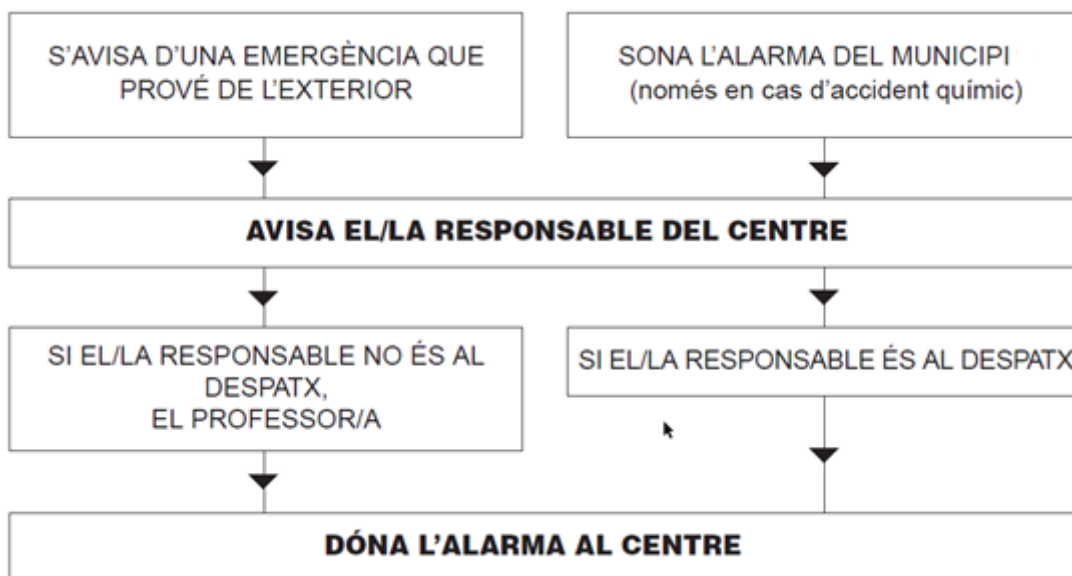 S'AVISA D'UNA EMERGÈNCIA QUE
PROVÉ DE L'EXTERIOR
SONA L'ALARMA DEL MUNICIPI
(només en cas d'accident químic)
AVISA EL/LA RESPONSABLE DEL CENTRE
SI EL/LA RESPONSABLE NO ÉS AL
DESPATX,
EL PROFESSOR/A
SI EL/LA RESPONSABLE ÉS AL DESPATX
DÓNA L'ALARMA AL CENTRE